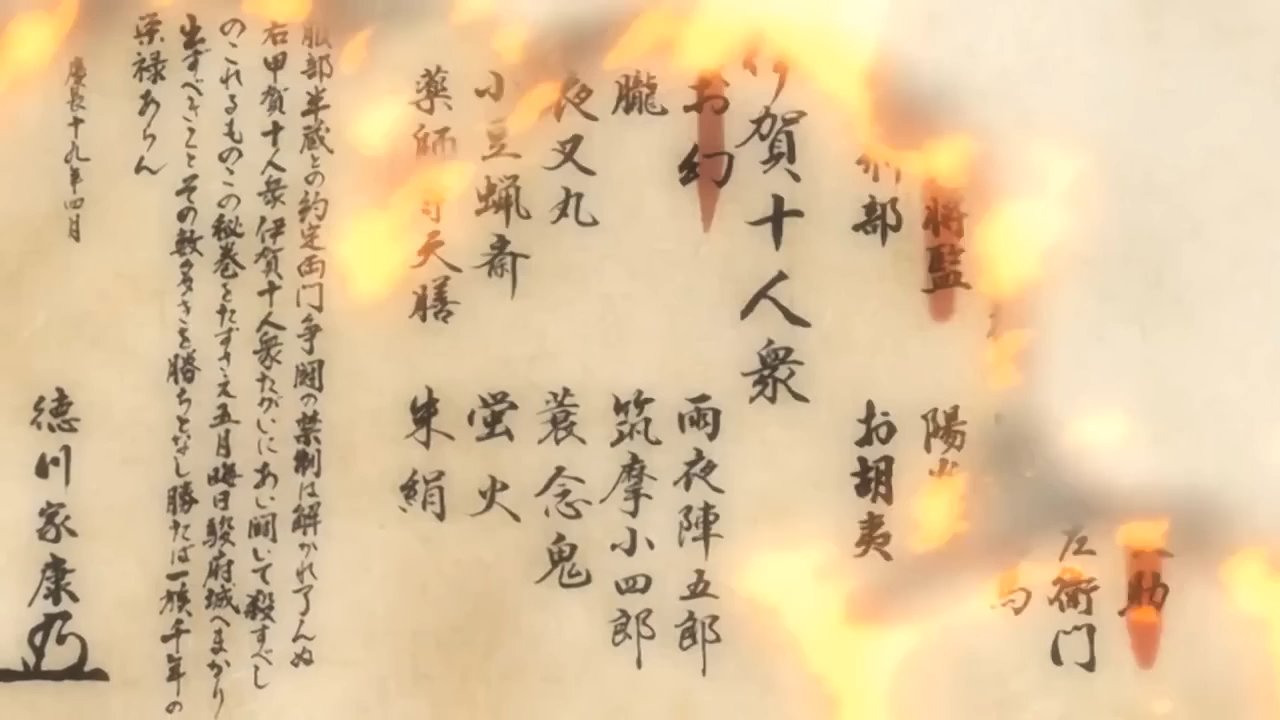 助
左衛門
将監
部
陽
お胡夷
伊賀十人衆
お幻
朧
夜叉丸
小豆蝋斎
薬師寺天膳
雨夜陣五郎
筑摩小四郎
蓑念鬼
蛍火
朱絹
服部半蔵との約定両門争闘の禁制は解かれ了んぬ
右甲賀十人衆伊賀十人衆たがいにあい闘いて殺すべし
のこれるものこの秘巻をたずさえ五月晦日駿府城へまかり
出ずべきことその数多きを勝ちとなし勝たば一族千年の
栄禄あらん
慶長十九年四月
徳川家康